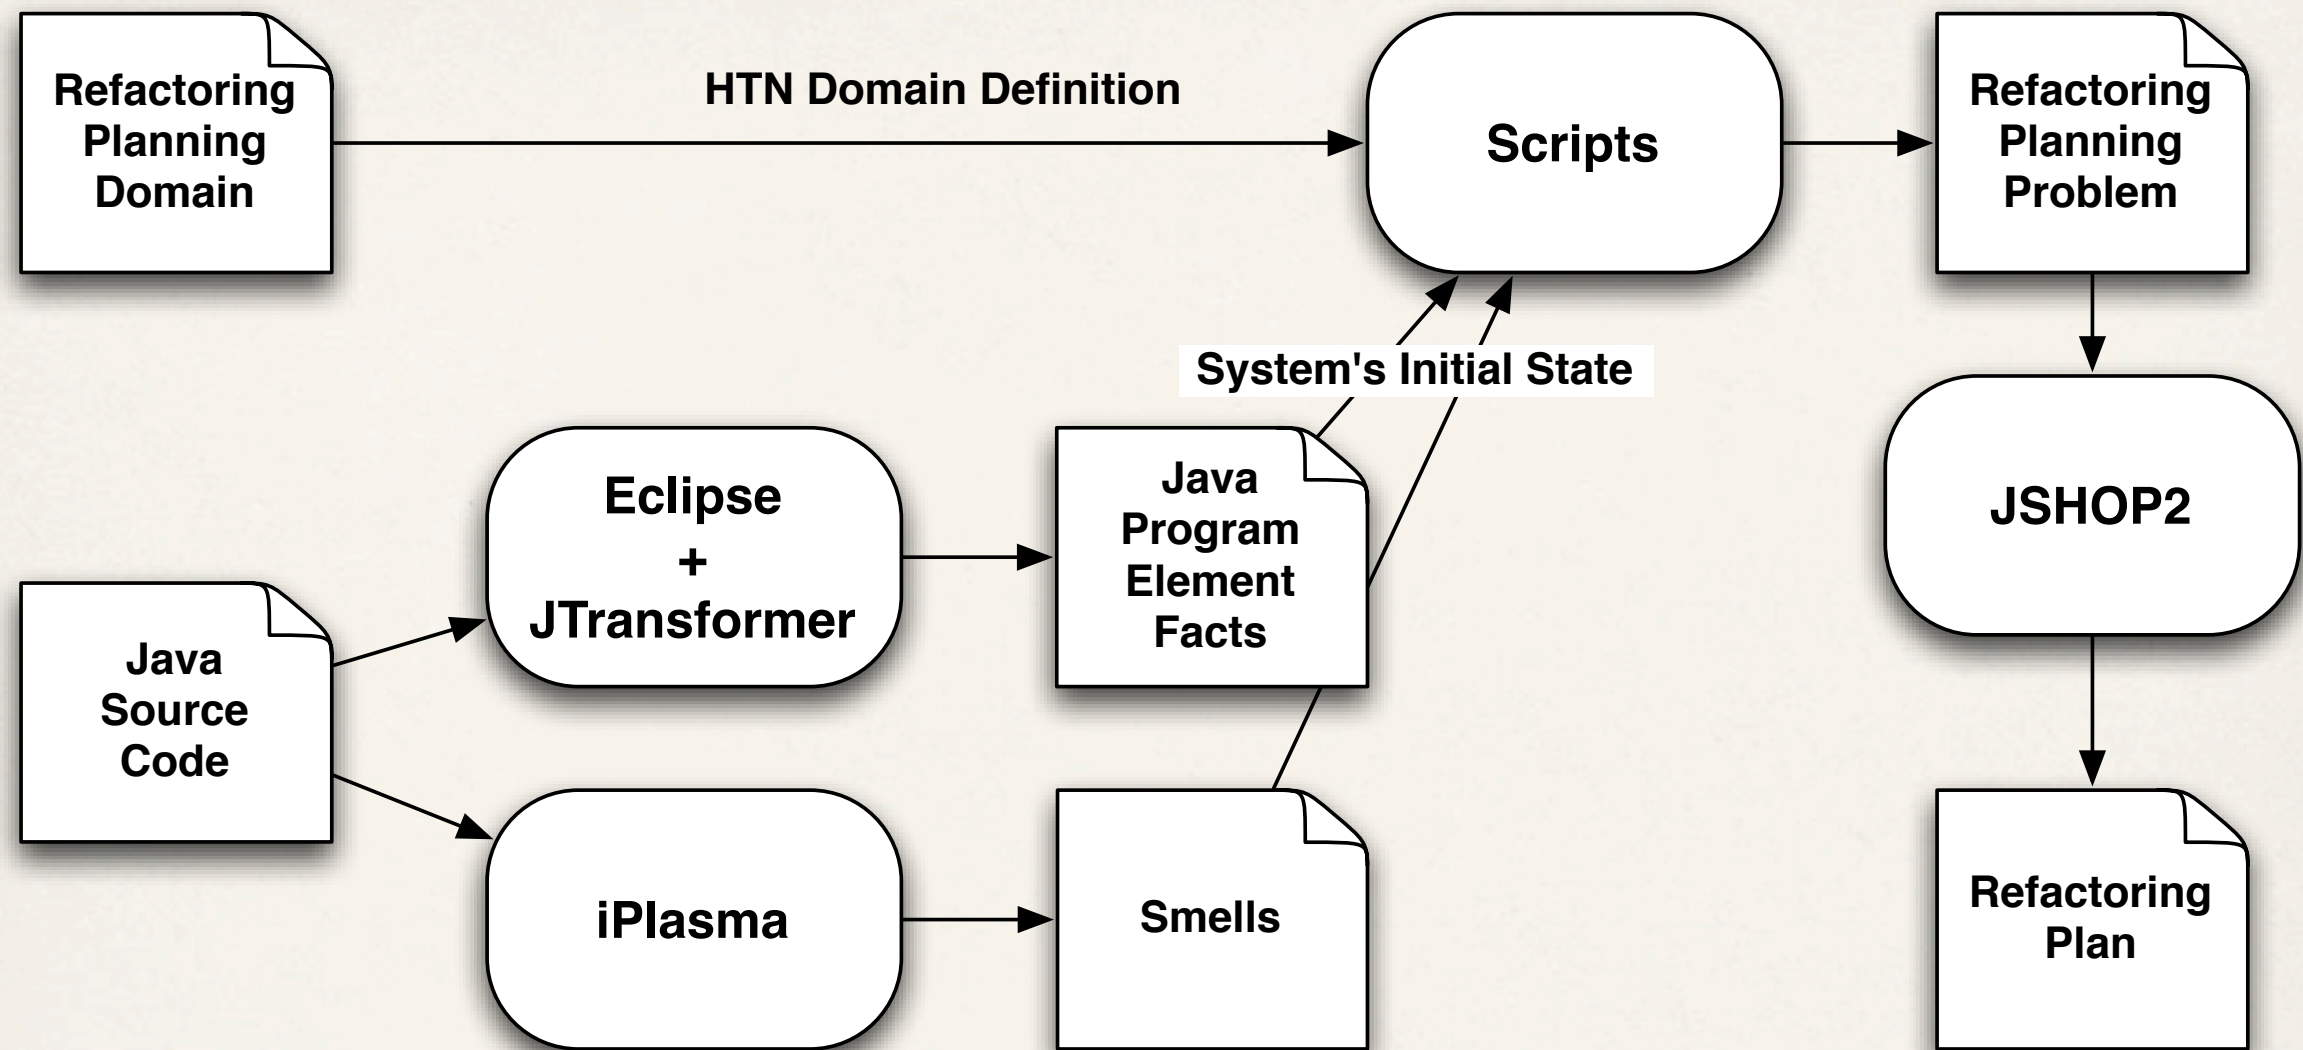 Refactoring
Planning
Domain
HTN Domain Definition
Scripts
Refactoring
Planning
Problem
System's Initial State
Eclipse
+
JTransformer
Java
Program
Element
Facts
JSHOP2
Java
Source
Code
iPlasma
Smells
Refactoring
Plan